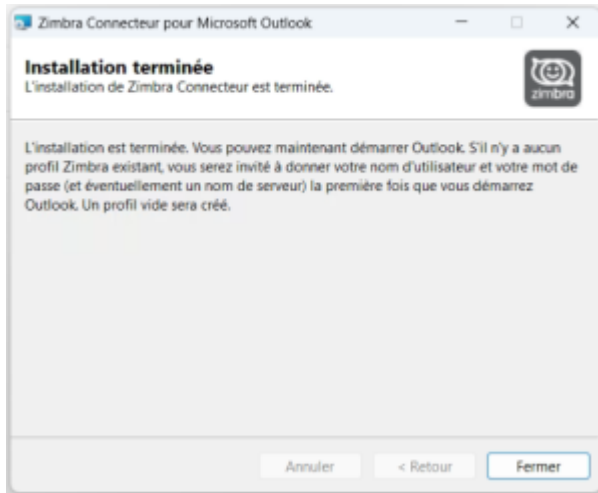 Zimbra Connecteur pour Microsoft Outlook
Installation terminée
L'installation de Zimbra Connecteur est terminée.
zimbra
L'installation est terminée. Vous pouvez maintenant démarrer Outlook. S'il n'y a aucun
profil Zimbra existant, vous serez invité à donner votre nom d'utilisateur et votre mot de
passe (et éventuellement un nom de serveur) la première fois que vous démarrez
Outlook. Un profil vide sera créé.
Annuler
< Retour
Fermer